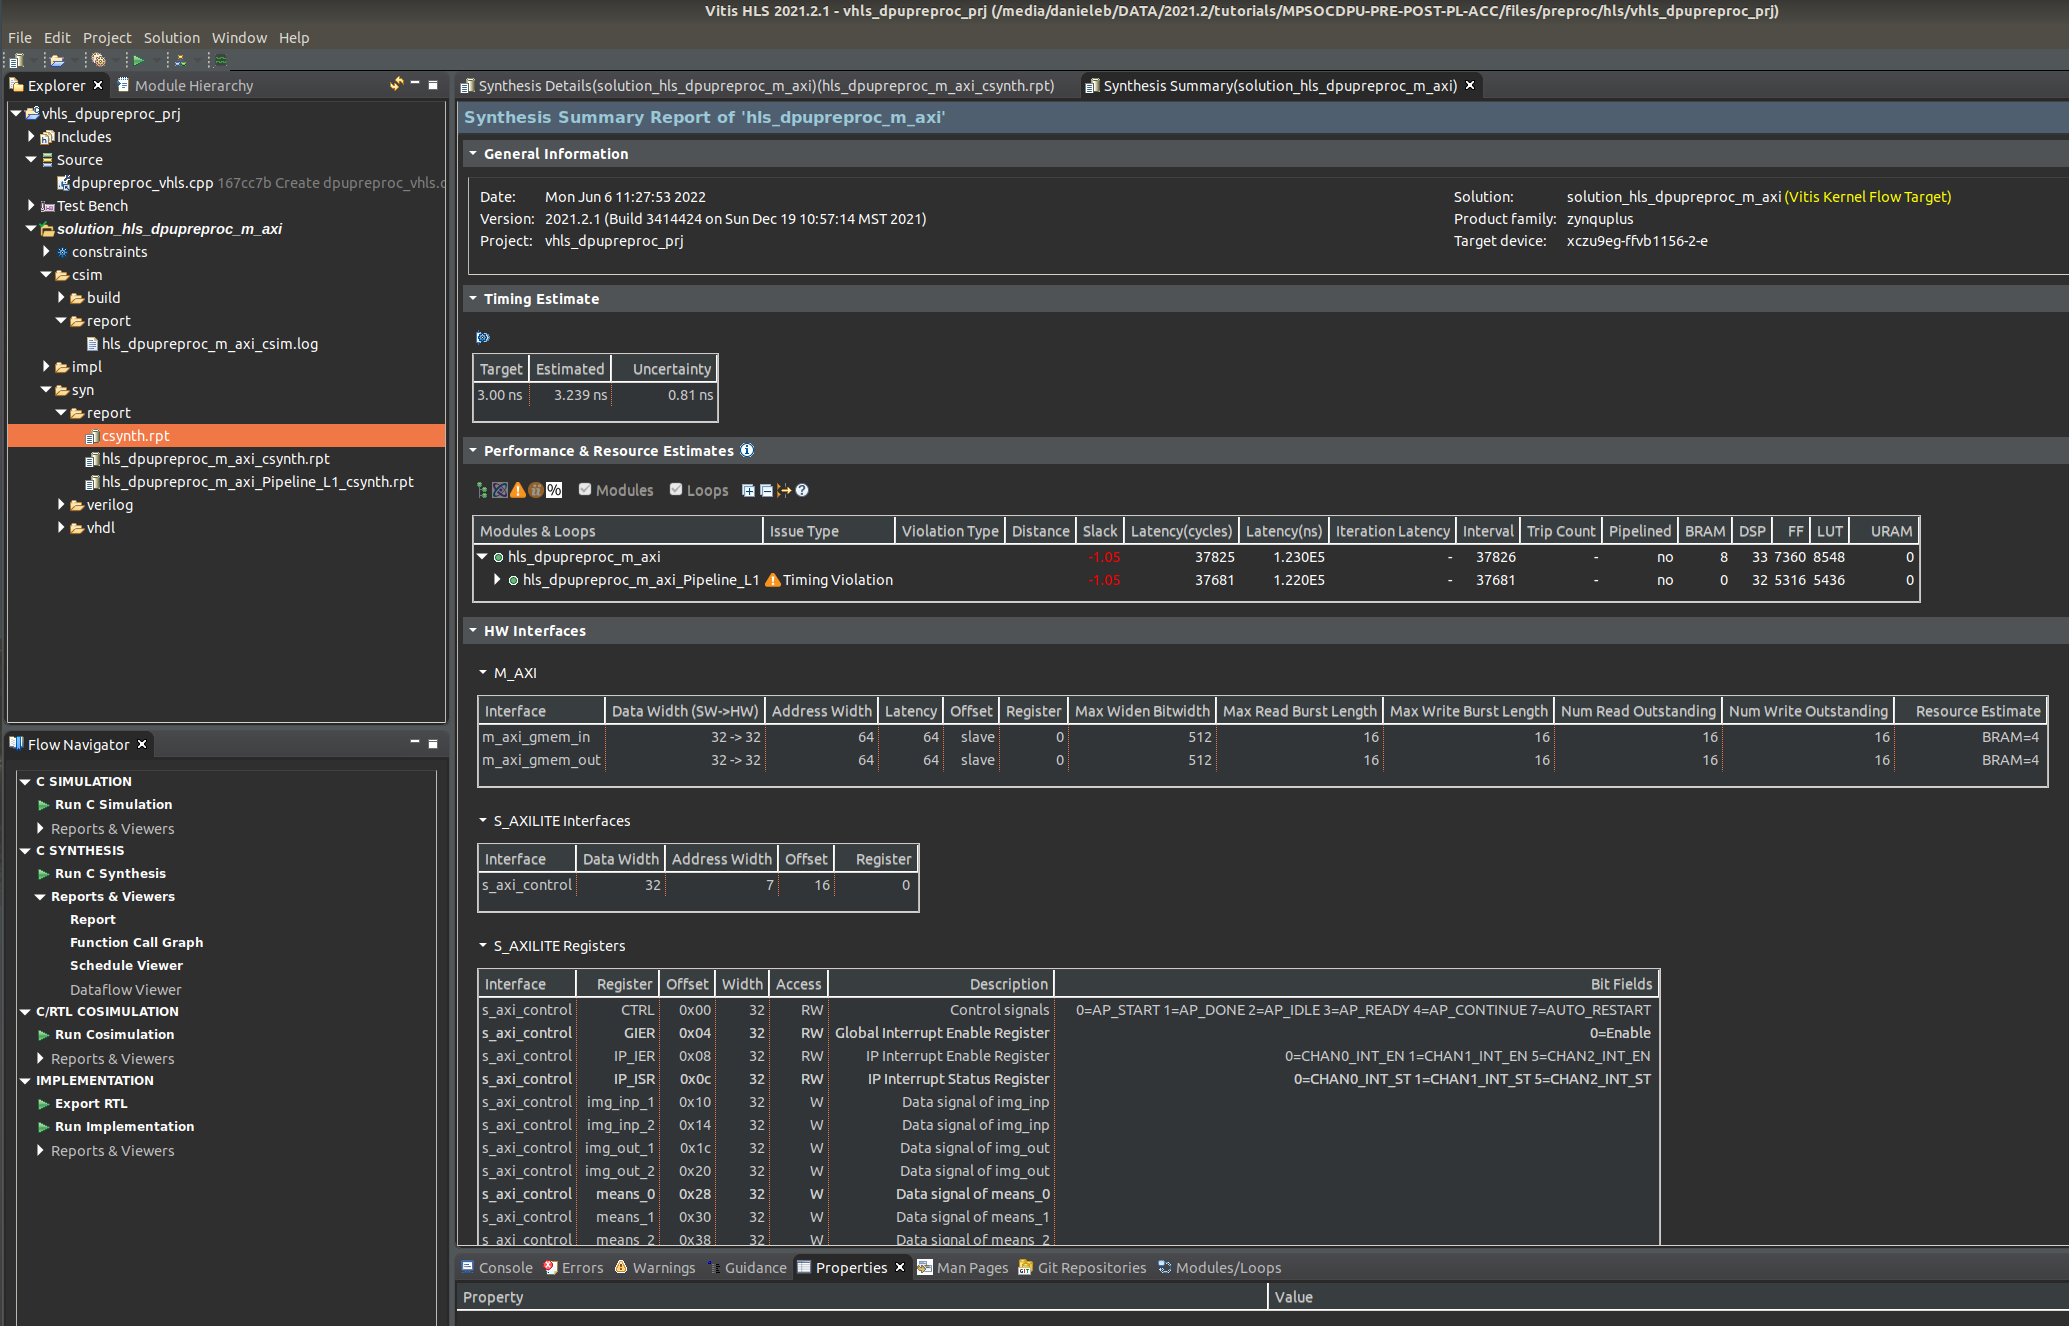 Vitis HLS 2021.2.1 - vhls_dpupreproc_prj (/media/danieleb/DATA/2021.2/tutorials/MPSOCDPU-PRE-POST-PL-ACC/files/preproc/hls/vhls_dpupreproc_prj)
File Edit Project Solution Window Help
Explorer Module Hierarchy
vhls_dpupreproc_prj
Includes
Source
dpupreproc_vhls.cpp 167cc7b Create dpupreproc_vhls.c
Test Bench
solution_hls_dpupreproc_m_axi
constraints
csim
build
report
hls_dpupreproc_m_axi_csim.log
impl
syn
report
csynth.rpt
hls_dpupreproc_m_axi_csynth.rpt
hls_dpupreproc_m_axi_Pipeline_L1_csynth.rpt
verilog
vhdl
Flow Navigator
C SIMULATION
Run C Simulation
Reports & Viewers
C SYNTHESIS
Run C Synthesis
Reports & Viewers
Report
Function Call Graph
Schedule Viewer
Dataflow Viewer
C/RTL COSIMULATION
Run Cosimulation
Reports & Viewers
IMPLEMENTATION
Export RTL
Run Implementation
Reports & Viewers
Synthesis Details(solution_hls_dpupreproc_m_axi)(hls_dpupreproc_m_axi_csynth.rpt) Synthesis Summary(solution_hls_dpupreproc_m_axi)
Synthesis Summary Report of 'hls_dpupreproc_m_axi'
General Information
Date: Mon Jun 6 11:27:53 2022 Solution: solution_hls_dpupreproc_m_axi (Vitis Kernel Flow Target)
Version: 2021.2.1 (Build 3414424 on Sun Dec 19 10:57:14 MST 2021) Product family: zynquplus
Project: vhls_dpupreproc_prj Target device: xczu9eg-ffvb1156-2-e
Timing Estimate
Target Estimated Uncertainty
3.00 ns 3.239 ns 0.81 ns
Performance & Resource Estimates
% Modules Loops
Modules & Loops Issue Type Violation Type Distance Slack Latency(cycles) Latency(ns) Iteration Latency Interval Trip Count Pipelined BRAM DSP FF LUT URAM
hls_dpupreproc_m_axi -1.05 37825 1.230E5 - 37826 - no 8 33 7360 8548 0
hls_dpupreproc_m_axi_Pipeline_L1 Timing Violation -1.05 37681 1.220E5 - 37681 - no 0 32 5316 5436 0
HW Interfaces
M_AXI
Interface Data Width (SW->HW) Address Width Latency Offset Register Max Widen Bitwidth Max Read Burst Length Max Write Burst Length Num Read Outstanding Num Write Outstanding Resource Estimate
m_axi_gmem_in 32 -> 32 64 64 slave 0 512 16 16 16 16 BRAM=4
m_axi_gmem_out 32 -> 32 64 64 slave 0 512 16 16 16 16 BRAM=4
S_AXILITE Interfaces
Interface Data Width Address Width Offset Register
s_axi_control 32 7 16 0
S_AXILITE Registers
Interface Register Offset Width Access Description Bit Fields
s_axi_control CTRL 0x00 32 RW Control signals 0=AP_START 1=AP_DONE 2=AP_IDLE 3=AP_READY 4=AP_CONTINUE 7=AUTO_RESTART
s_axi_control GIER 0x04 32 RW Global Interrupt Enable Register 0=Enable
s_axi_control IP_IER 0x08 32 RW IP Interrupt Enable Register 0=CHAN0_INT_EN 1=CHAN1_INT_EN 5=CHAN2_INT_EN
s_axi_control IP_ISR 0x0c 32 RW IP Interrupt Status Register 0=CHAN0_INT_ST 1=CHAN1_INT_ST 5=CHAN2_INT_ST
s_axi_control img_inp_1 0x10 32 W Data signal of img_inp
s_axi_control img_inp_2 0x14 32 W Data signal of img_inp
s_axi_control img_out_1 0x1c 32 W Data signal of img_out
s_axi_control img_out_2 0x20 32 W Data signal of img_out
s_axi_control means_0 0x28 32 W Data signal of means_0
s_axi_control means_1 0x30 32 W Data signal of means_1
s_axi_control means_2 0x38 32 W Data signal of means_2
Console Errors Warnings Guidance Properties Man Pages Git Repositories Modules/Loops
Property Value